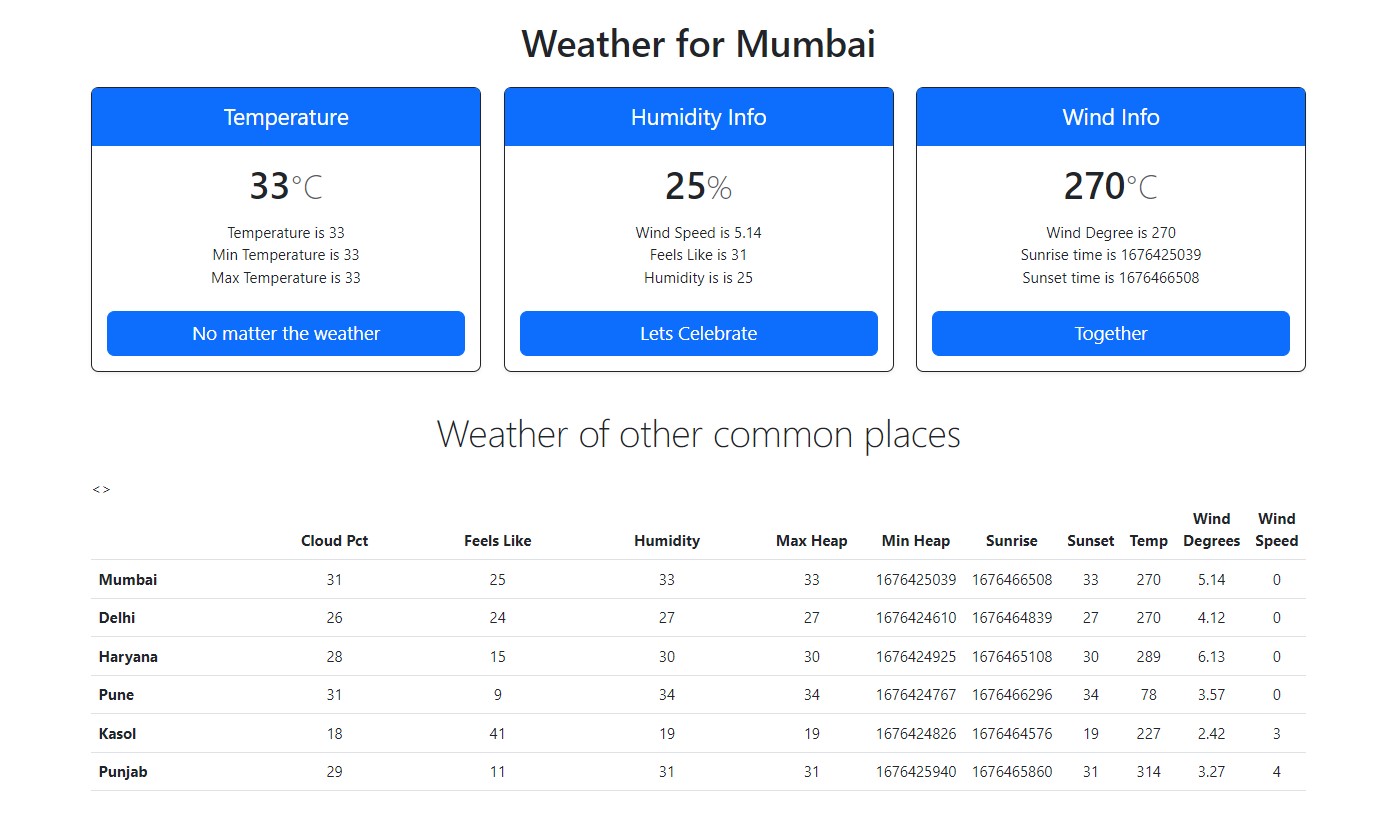 Weather for Mumbai
Temperature
33°C
Temperature is 33
Min Temperature is 33
Max Temperature is 33
No matter the weather
Humidity Info
25%
Wind Speed is 5.14
Feels Like is 31
Humidity is is 25
Lets Celebrate
Wind Info
270°C
Wind Degree is 270
Sunrise time is 1676425039
Sunset time is 1676466508
Together
Weather of other common places
<>
Cloud Pct Feels Like Humidity Max Heap Min Heap Sunrise Sunset Temp Wind Degrees Wind Speed
Mumbai 31 25 33 33 1676425039 1676466508 33 270 5.14 0
Delhi 26 24 27 27 1676424610 1676464839 27 270 4.12 0
Haryana 28 15 30 30 1676424925 1676465108 30 289 6.13 0
Pune 31 9 34 34 1676424767 1676466296 34 78 3.57 0
Kasol 18 41 19 19 1676424826 1676464576 19 227 2.42 3
Punjab 29 11 31 31 1676425940 1676465860 31 314 3.27 4